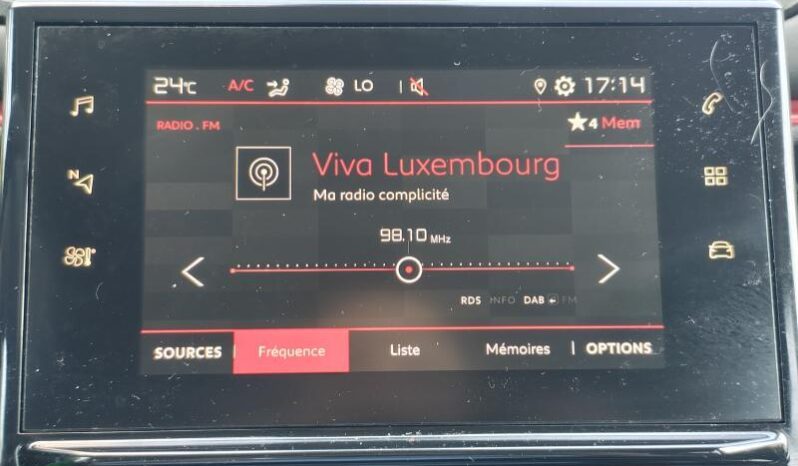 24°C A/C LO 17:14
RADIO . FM 4 Mem
Viva Luxembourg
Ma radio complicité
98.10 MHz
RDS INFO DAB FM
SOURCES Fréquence Liste Mémoires OPTIONS
N